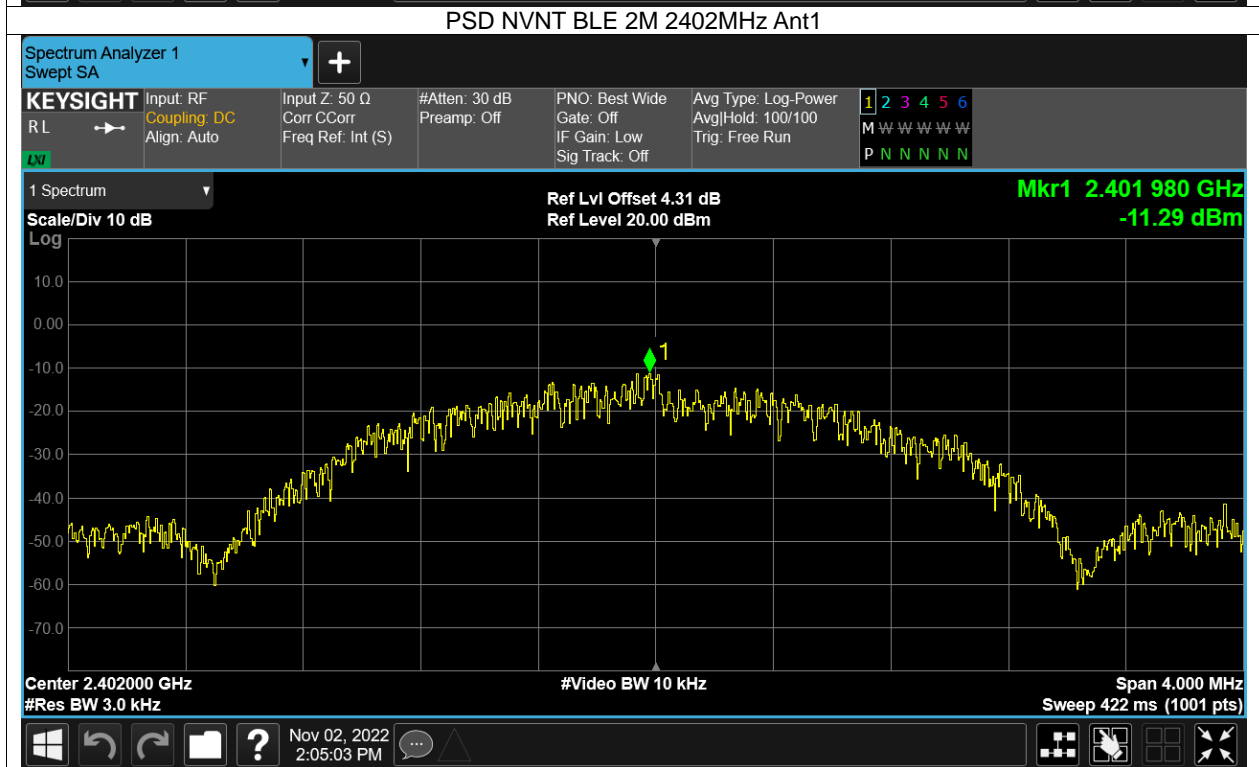 PSD NVNT BLE 2M 2402MHz Ant1
Spectrum Analyzer 1
Swept SA
+
KEYSIGHT
R L
LXI
Input: RF
Coupling: DC
Align: Auto
Input Z: 50 Ω
Corr CCorr
Freq Ref: Int (S)
#Atten: 30 dB
Preamp: Off
PNO: Best Wide
Gate: Off
IF Gain: Low
Sig Track: Off
Avg Type: Log-Power
Avg|Hold: 100/100
Trig: Free Run
1 2 3 4 5 6
M W W W W W
P N N N N N
1 Spectrum
Scale/Div 10 dB
Log
Ref Lvl Offset 4.31 dB
Ref Level 20.00 dBm
Mkr1 2.401 980 GHz
-11.29 dBm
10.0
0.00
-10.0
-20.0
-30.0
-40.0
-50.0
-60.0
-70.0
1
Center 2.402000 GHz
#Res BW 3.0 kHz
#Video BW 10 kHz
Span 4.000 MHz
Sweep 422 ms (1001 pts)
?
Nov 02, 2022
2:05:03 PM